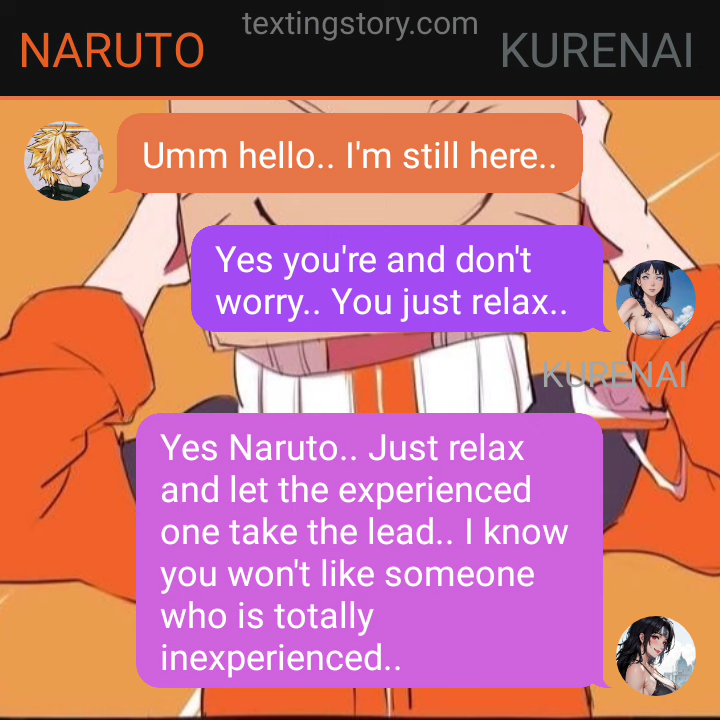 textingstory.com
NARUTO
KURENAI
Umm hello.. I'm still here..
Yes you're and don't
worry.. You just relax..
KURENAI
Yes Naruto.. Just relax
and let the experienced
one take the lead.. I know
you won't like someone
who is totally
inexperienced..